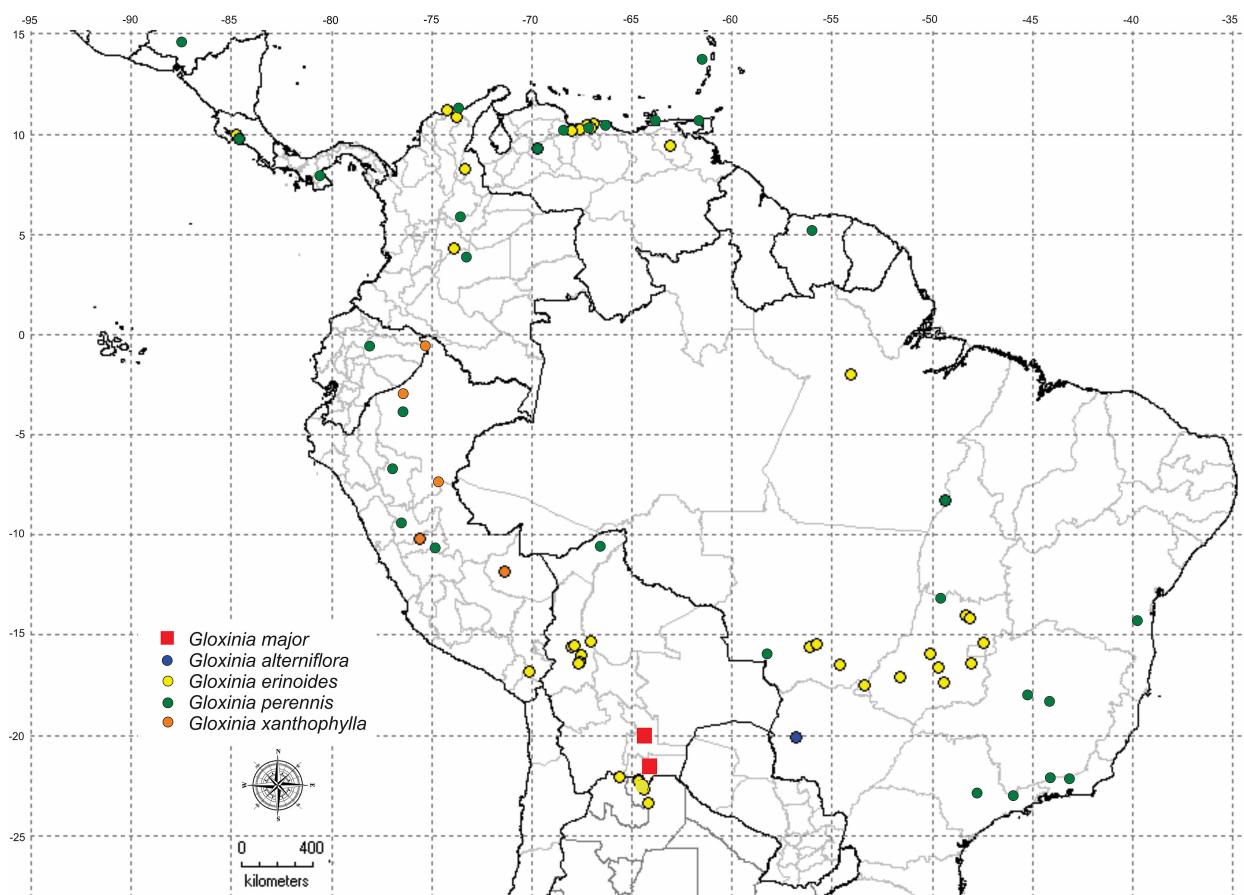 -95 -90 -85 -80 -75 -70 -65 -60 -55 -50 -45 -40 -35
15
10
5
0
-5
-10
-15
Gloxinia major
Gloxinia alterniflora
Gloxinia erinoides
Gloxinia perennis
Gloxinia xanthophylla
-20
N
W E
S
-25
0 400
kilometers